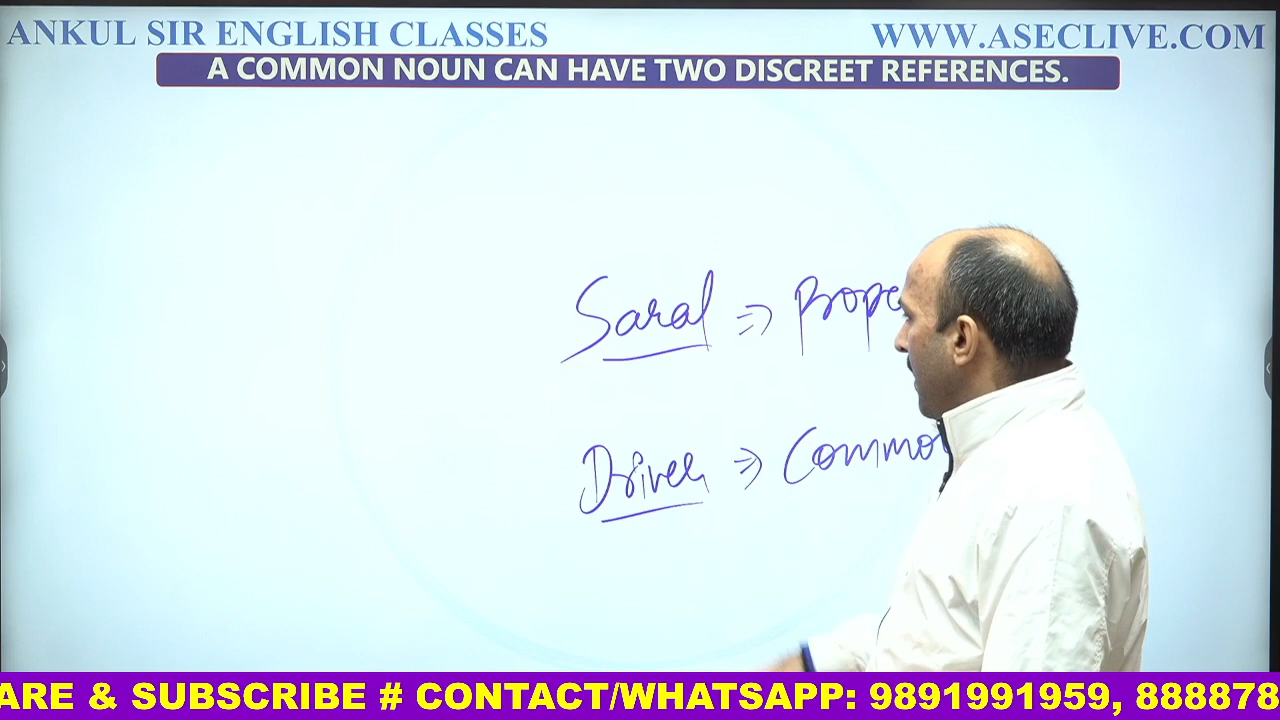 ANKUL SIR ENGLISH CLASSES WWW.ASECLIVE.COM
A COMMON NOUN CAN HAVE TWO DISCREET REFERENCES.
Saral ⇒ Prope
Driver ⇒ Commo
ARE & SUBSCRIBE # CONTACT/WHATSAPP: 9891991959, 888878